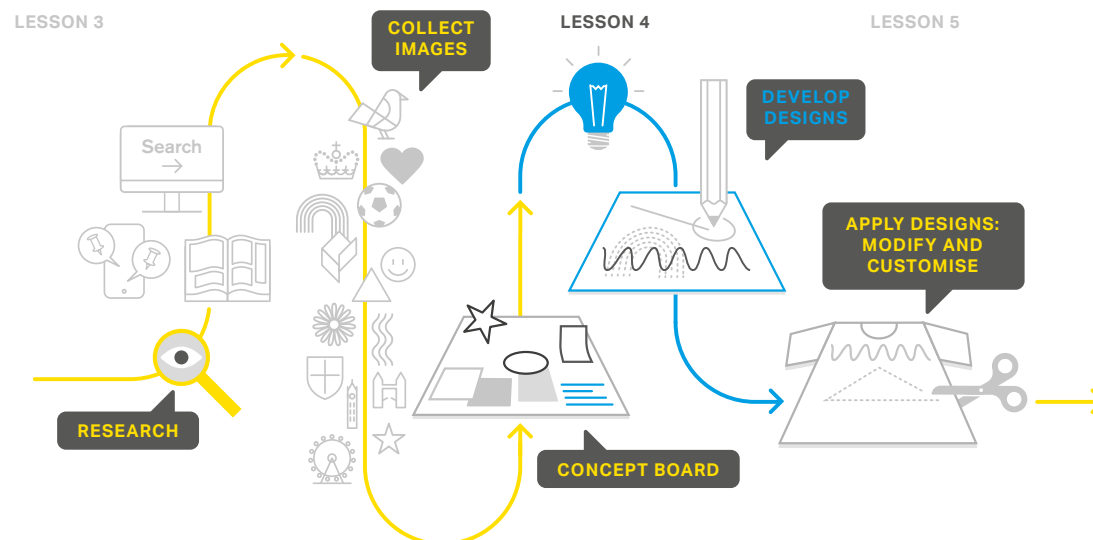 LESSON 3
COLLECT
IMAGES
LESSON 4
LESSON 5
DEVELOP
DESIGNS
Search
APPLY DESIGNS:
MODIFY AND
CUSTOMISE
RESEARCH
CONCEPT BOARD